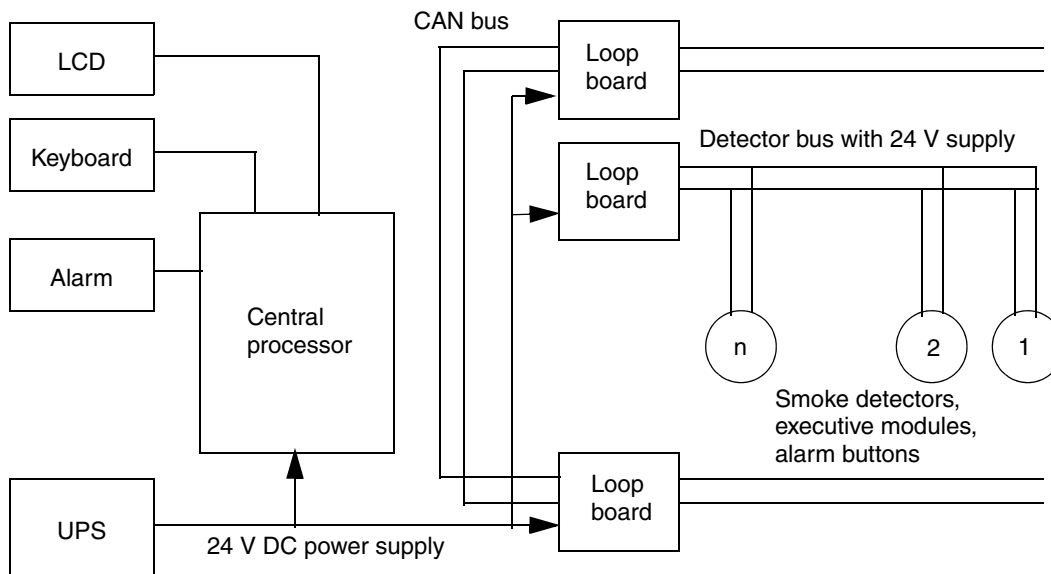 CAN bus
LCD
Loop
board
Keyboard
Detector bus with 24 V supply
Loop
board
Alarm
Central
processor
n
2
1
Smoke detectors,
executive modules,
alarm buttons
Loop
board
UPS
24 V DC power supply